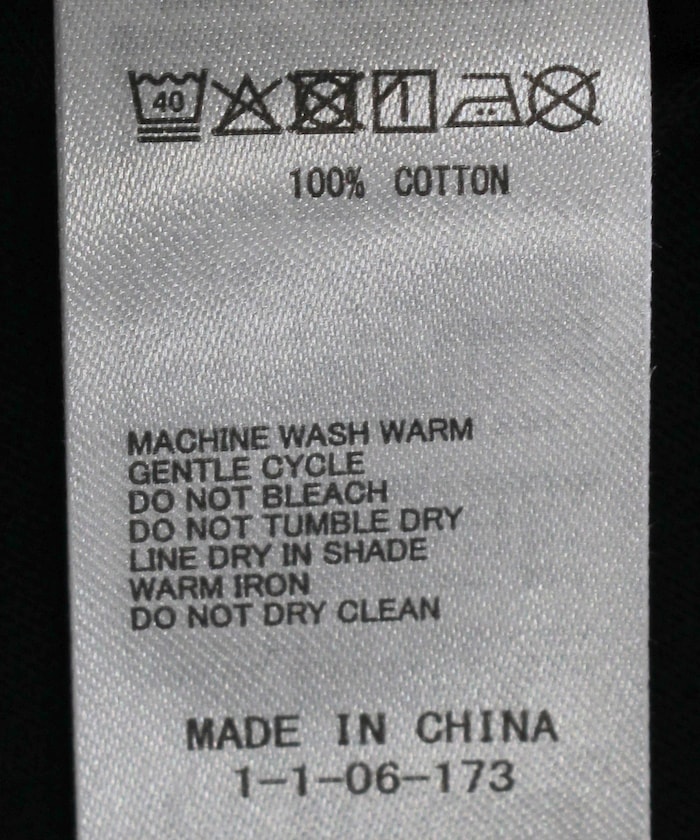 40
100% COTTON
MACHINE WASH WARM
GENTLE CYCLE
DO NOT BLEACH
DO NOT TUMBLE DRY
LINE DRY IN SHADE
WARM IRON
DO NOT DRY CLEAN
MADE IN CHINA
1-1-06-173